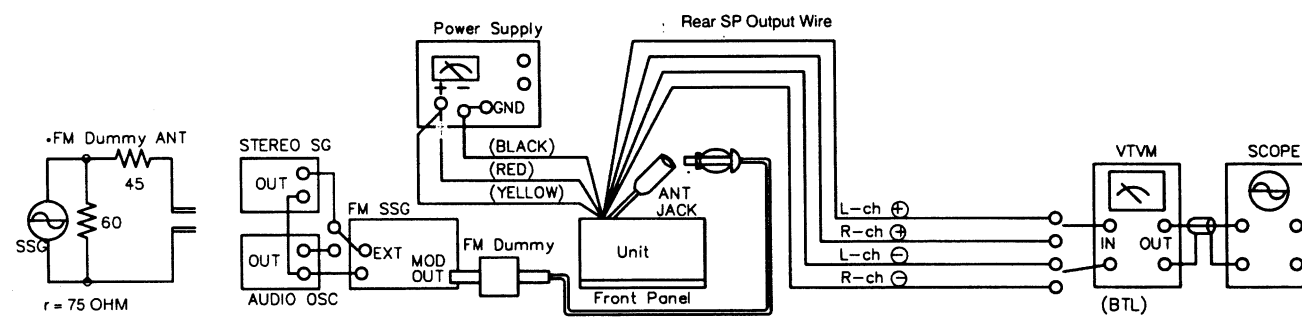 Rear SP Output Wire
Power Supply
+ −
GND
•FM Dummy ANT
45
60
SSG
r = 75 OHM
STEREO SG
OUT
OUT
AUDIO OSC
FM SSG
EXT
MOD
OUT
FM Dummy
(BLACK)
(RED)
(YELLOW)
ANT
JACK
Unit
Front Panel
L-ch ⊕
R-ch ⊕
L-ch ⊖
R-ch ⊖
VTVM
IN OUT
(BTL)
SCOPE